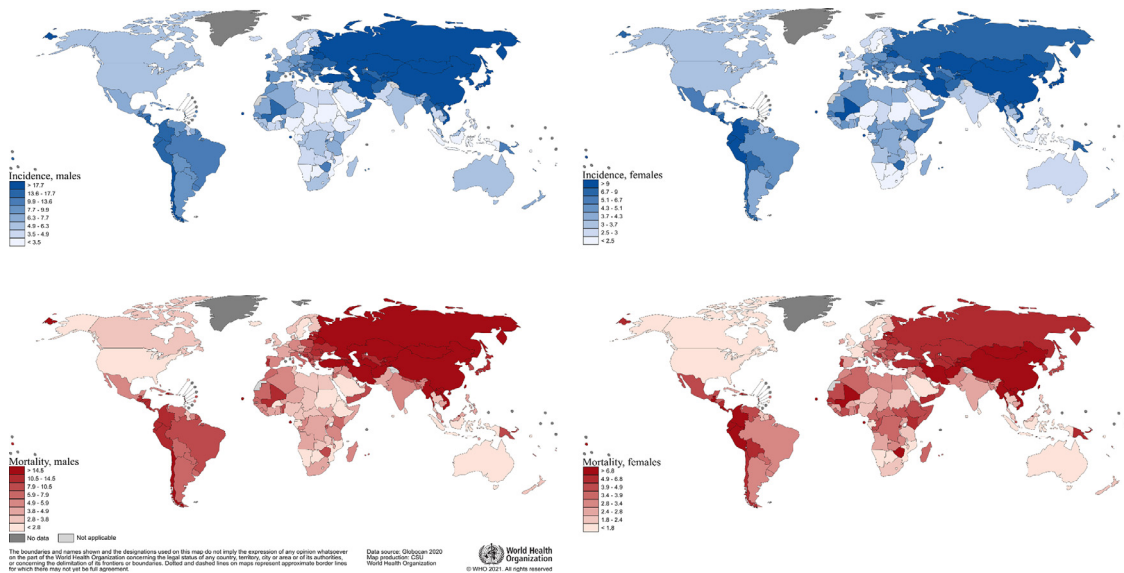 Incidence, males
> 17.7
13.6 - 17.7
9.9 - 13.6
7.7 - 9.9
6.3 - 7.7
4.9 - 6.3
3.5 - 4.9
< 3.5
Incidence, females
> 9
6.7 - 9
5.1 - 6.7
4.3 - 5.1
3.7 - 4.3
3 - 3.7
2.5 - 3
< 2.5
Mortality, males
> 14.5
10.5 - 14.5
7.9 - 10.5
5.9 - 7.9
4.9 - 5.9
3.8 - 4.9
2.8 - 3.8
< 2.8
No data
Not applicable
Mortality, females
> 6.8
4.9 - 6.8
3.9 - 4.9
3.4 - 3.9
2.8 - 3.4
2.4 - 2.8
1.8 - 2.4
< 1.8
The boundaries and names shown and the designations used on this map do not imply the expression of any opinion whatsoever
on the part of the World Health Organization concerning the legal status of any country, territory, city or area or of its authorities,
or concerning the delimitation of its frontiers or boundaries. Dotted and dashed lines on maps represent approximate border lines
for which there may not yet be full agreement.
Data source: Globocan 2020
Map production: CSU
World Health Organization
World Health
Organization
© WHO 2021. All rights reserved